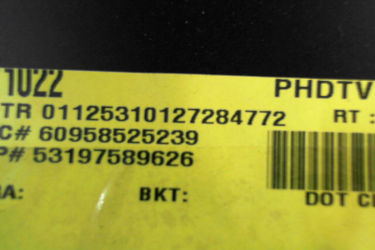 1022 PHDTV
TR 01125310127284772 RT :
C# 60958525239
P# 53197589626
A: BKT: DOT C